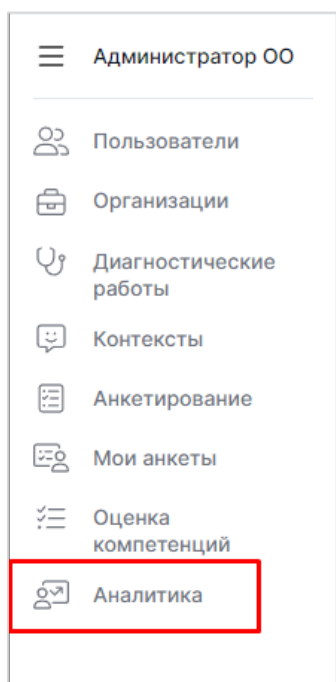 Администратор ОО
Пользователи
Организации
Диагностические
работы
Контексты
Анкетирование
Мои анкеты
Оценка
компетенций
Аналитика